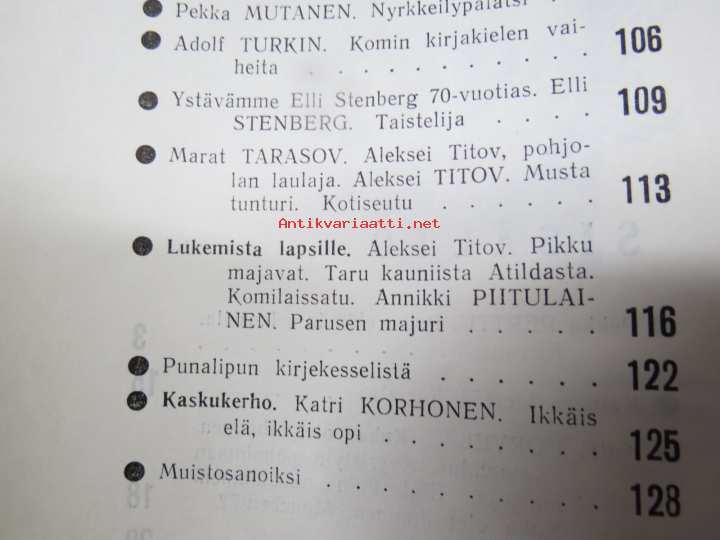 ● Pekka MUTANEN. Nyrkkeilypalatsi .
● Adolf TURKIN. Komin kirjakielen vai-
heita . . . . . . . . . . 106
● Ystävämme Elli Stenberg 70-vuotias. Elli
STENBERG. Taistelija . . . . 109
● Marat TARASOV. Aleksei Titov, pohjo-
lan laulaja. Aleksei TITOV. Musta
tunturi. Kotiseutu . . . . . 113
Antikvariaatti.net
● Lukemista lapsille. Aleksei Titov. Pikku
majavat. Taru kauniista Atildasta.
Komilaissatu. Annikki PIITULAI-
NEN. Parusen majuri . . . . . . 116
● Punalipun kirjekesselistä . . . . . 122
● Kaskukerho. Katri KORHONEN. Ikkäis
elä, ikkäis opi . . . . . . . . 125
● Muistosanoiksi . . . . . . . . . 128